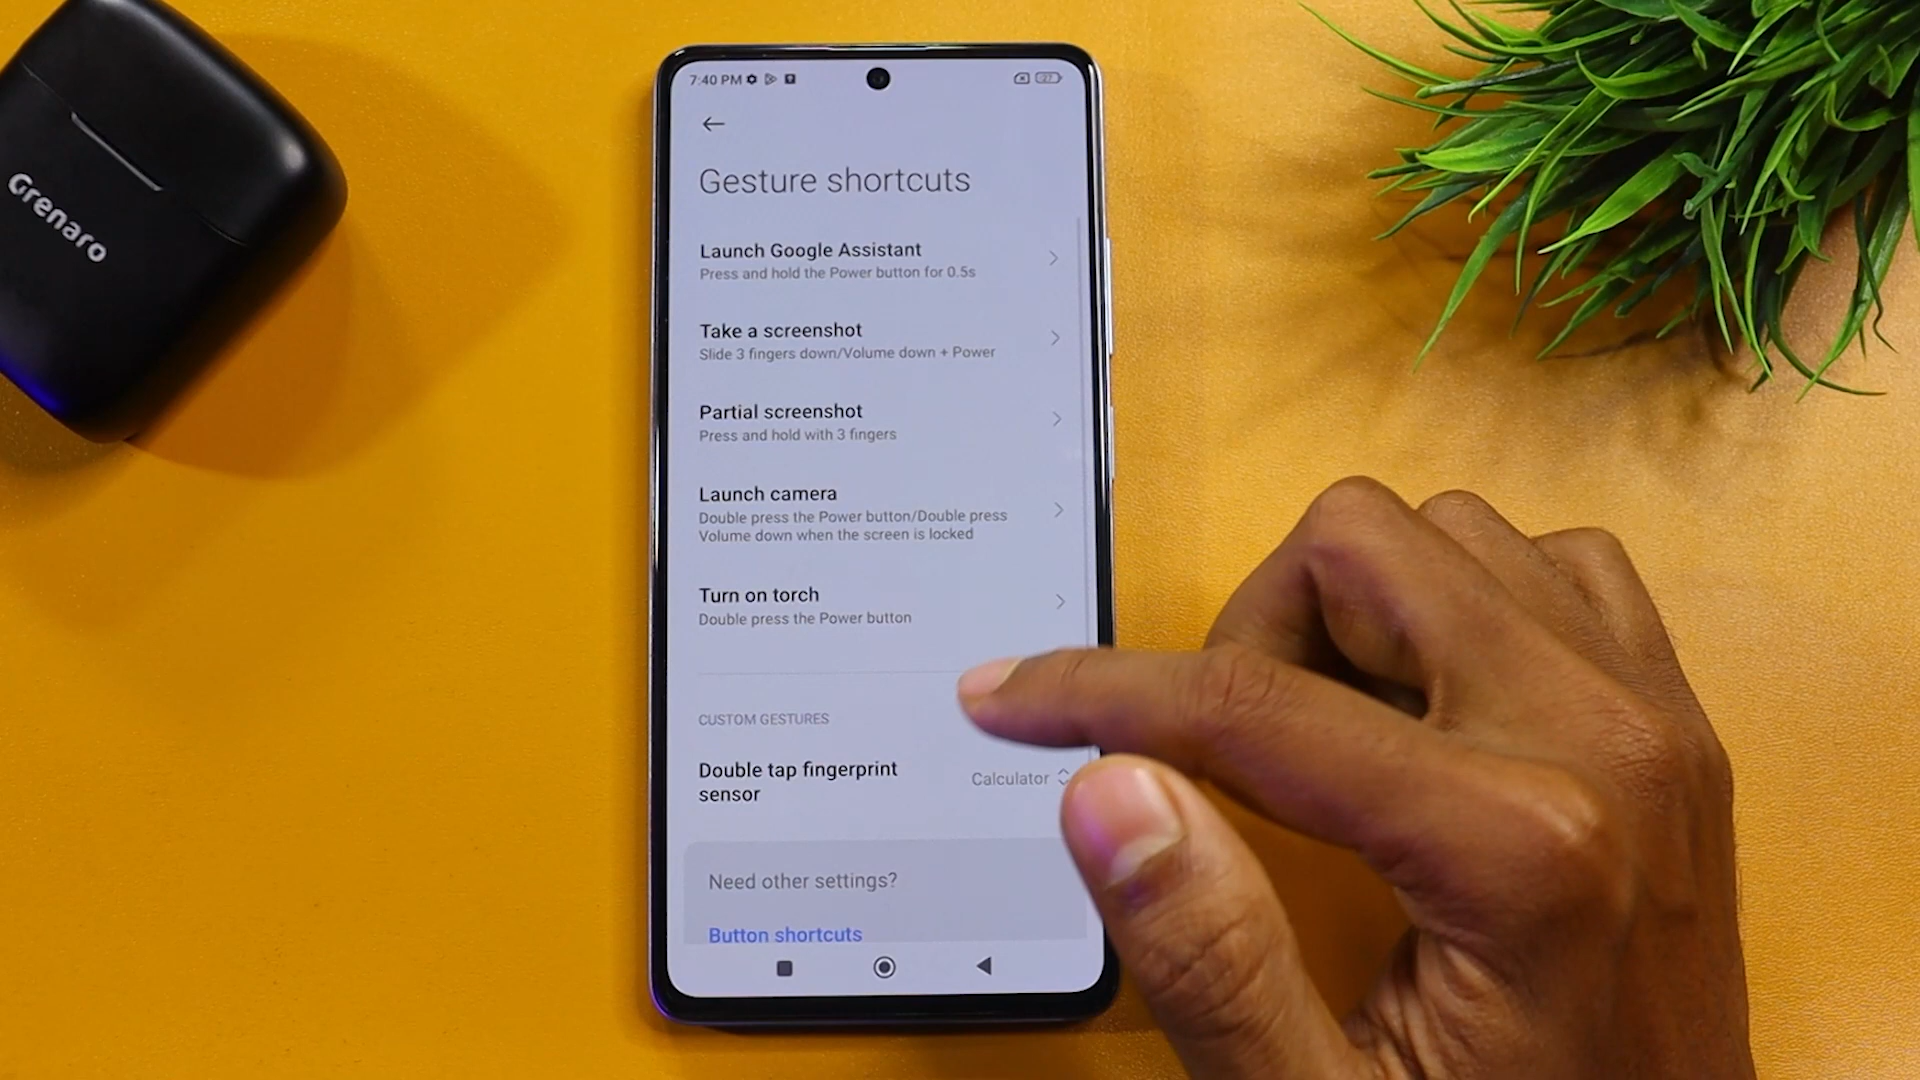 Grenaro
7:40 PM
27
Gesture shortcuts
Launch Google Assistant
Press and hold the Power button for 0.5s
Take a screenshot
Slide 3 fingers down/Volume down + Power
Partial screenshot
Press and hold with 3 fingers
Launch camera
Double press the Power button/Double press
Volume down when the screen is locked
Turn on torch
Double press the Power button
CUSTOM GESTURES
Double tap fingerprint
sensor
Calculator
Need other settings?
Button shortcuts